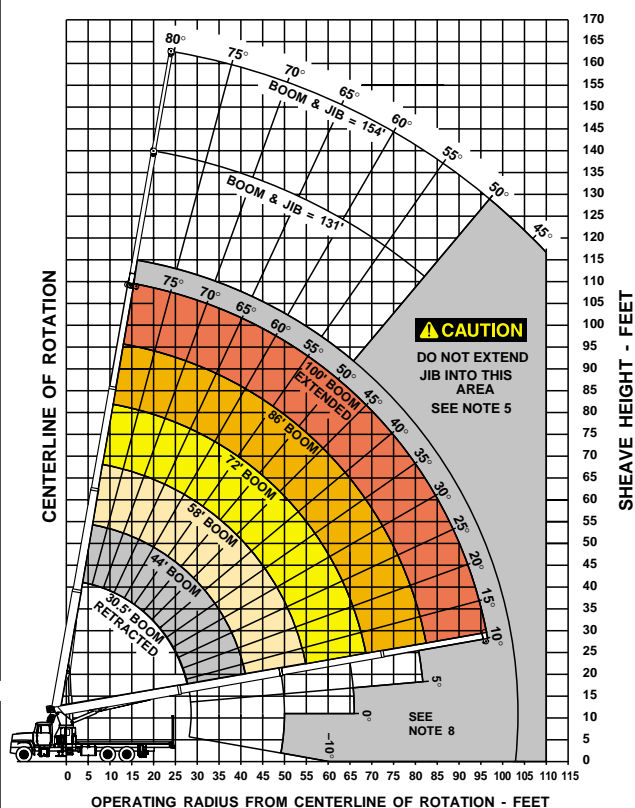 170
165
160
155
150
145
140
135
130
125
120
115
110
105
100
95
90
85
80
75
70
65
60
55
50
45
40
35
30
25
20
15
10
5
0
SHEAVE HEIGHT - FEET
CENTERLINE OF ROTATION
80°
75°
70°
65°
60°
55°
50°
45°
BOOM & JIB = 154'
BOOM & JIB = 131'
75°
70°
65°
60°
55°
50°
45°
40°
35°
30°
25°
20°
15°
10°
5°
0°
–10°
100' BOOM
EXTENDED
86' BOOM
72' BOOM
58' BOOM
44' BOOM
30.5' BOOM
RETRACTED
CAUTION
DO NOT EXTEND
JIB INTO THIS
AREA
SEE NOTE 5
SEE
NOTE 8
0 5 10 15 20 25 30 35 40 45 50 55 60 65 70 75 80 85 90 95 100 105 110 115
OPERATING RADIUS FROM CENTERLINE OF ROTATION - FEET